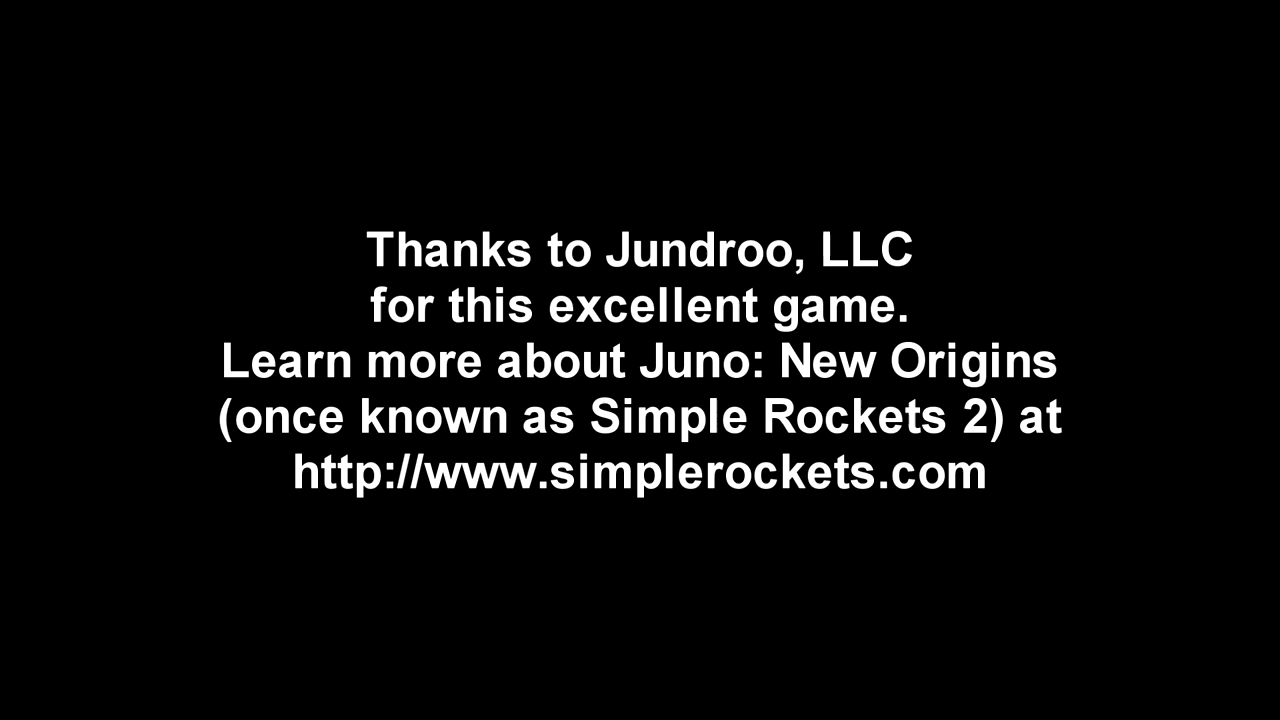 Thanks to Jundroo, LLC
for this excellent game.
Learn more about Juno: New Origins
(once known as Simple Rockets 2) at
http://www.simplerockets.com